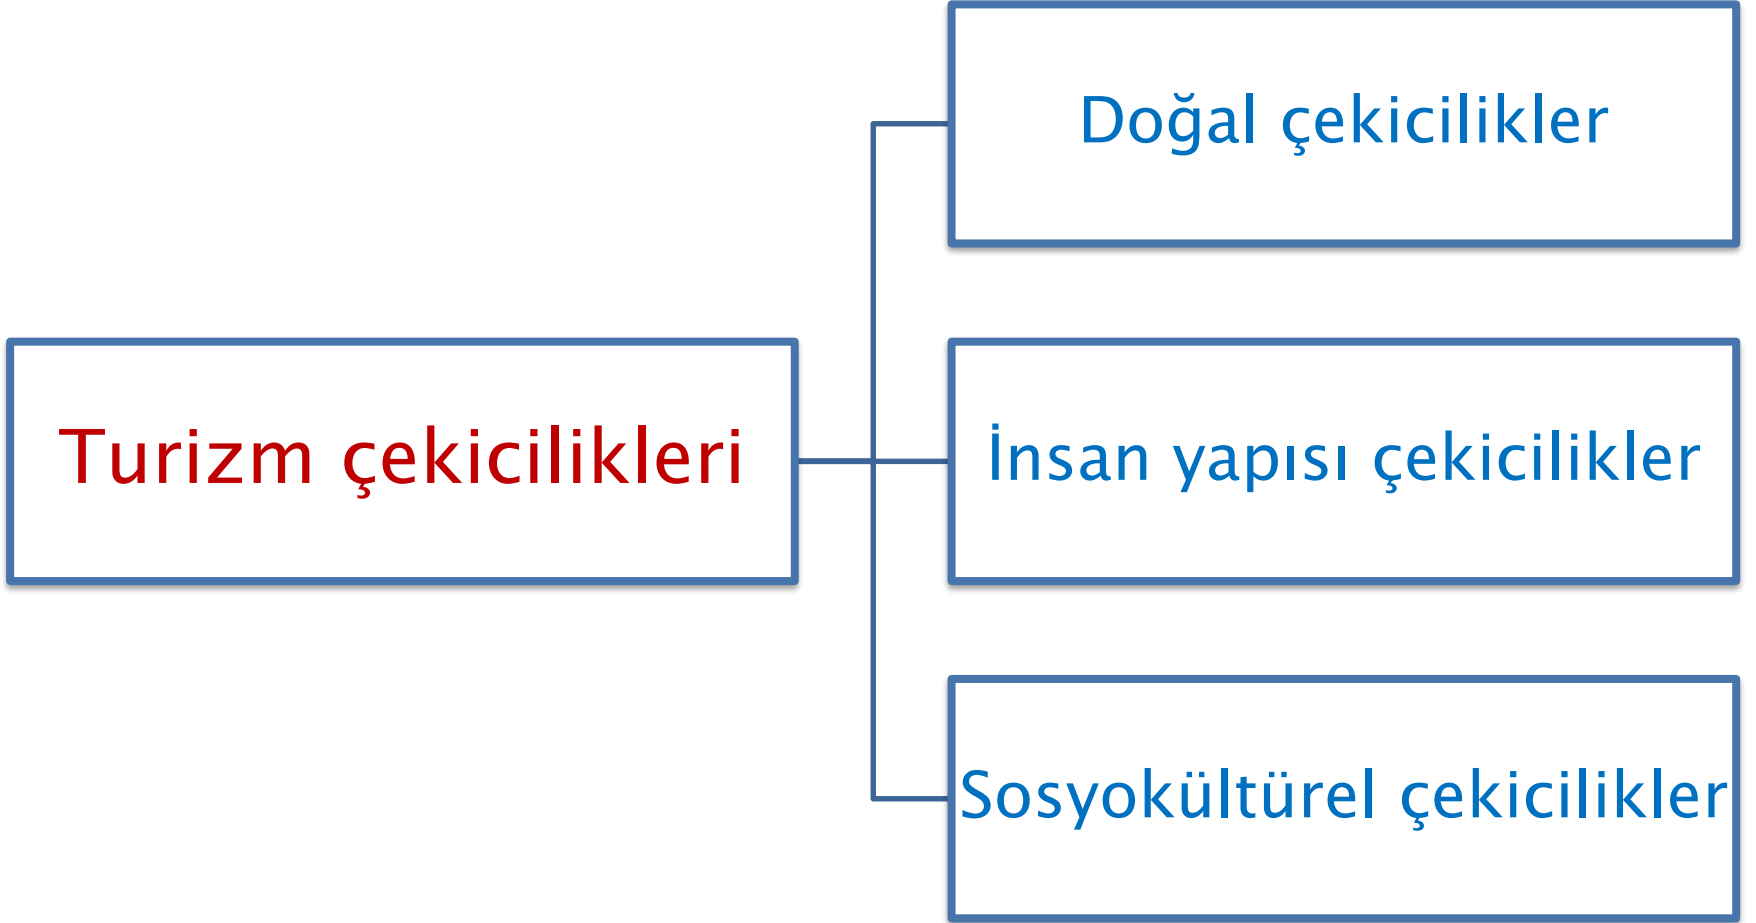 Turizm çekicilikleri
Doğal çekicilikler
İnsan yapısı çekicilikler
Sosyokültürel çekicilikler